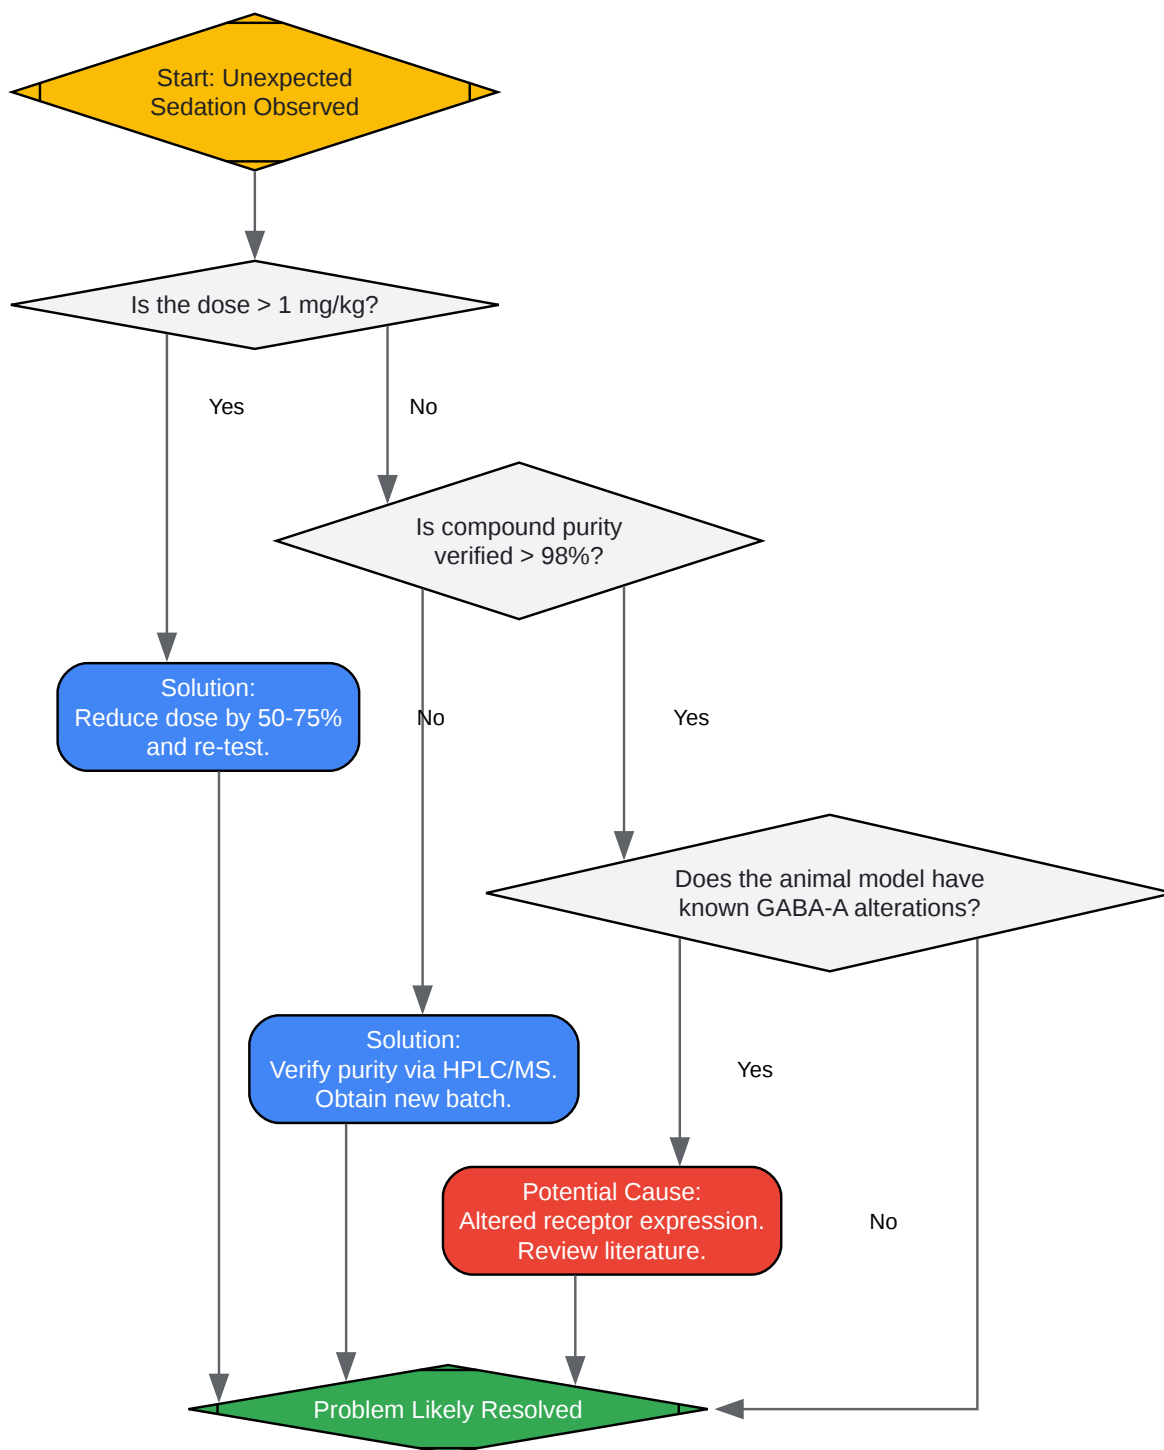 Start: Unexpected
Sedation Observed
Is the dose > 1 mg/kg?
Yes
No
Is compound purity
verified > 98%?
Solution:
Reduce dose by 50-75%
and re-test.
No
Yes
Does the animal model have
known GABA-A alterations?
Solution:
Verify purity via HPLC/MS.
Obtain new batch.
Yes
Potential Cause:
Altered receptor expression.
Review literature.
No
Problem Likely Resolved